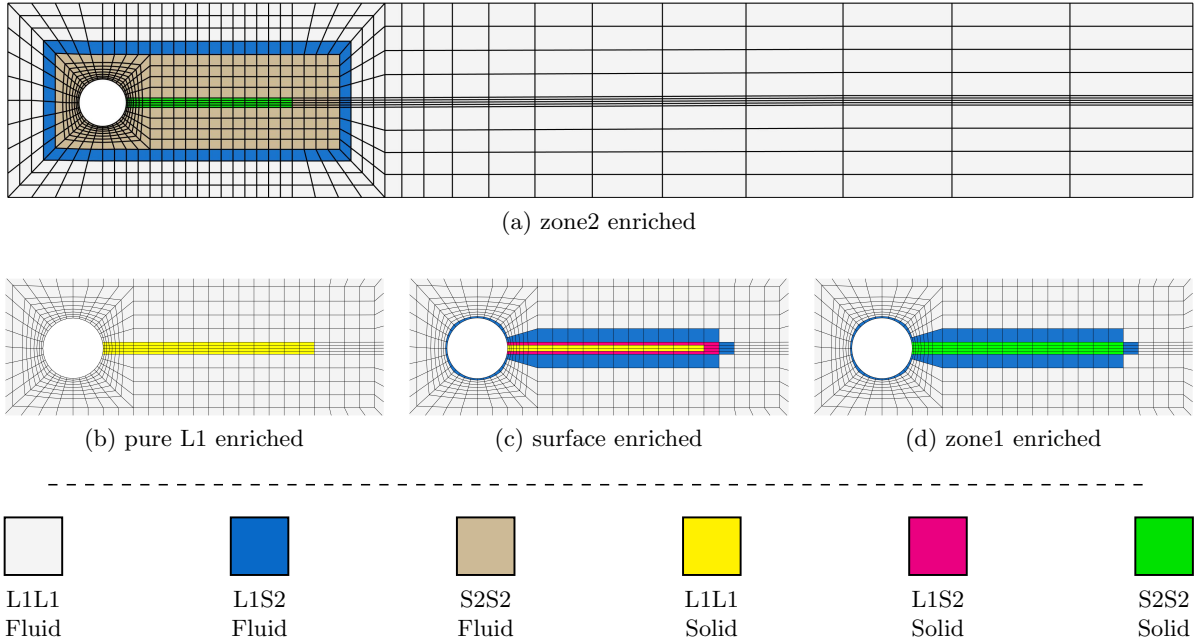 (a) zone2 enriched
(b) pure L1 enriched
(c) surface enriched
(d) zone1 enriched
L1L1
Fluid
L1S2
Fluid
S2S2
Fluid
L1L1
Solid
L1S2
Solid
S2S2
Solid